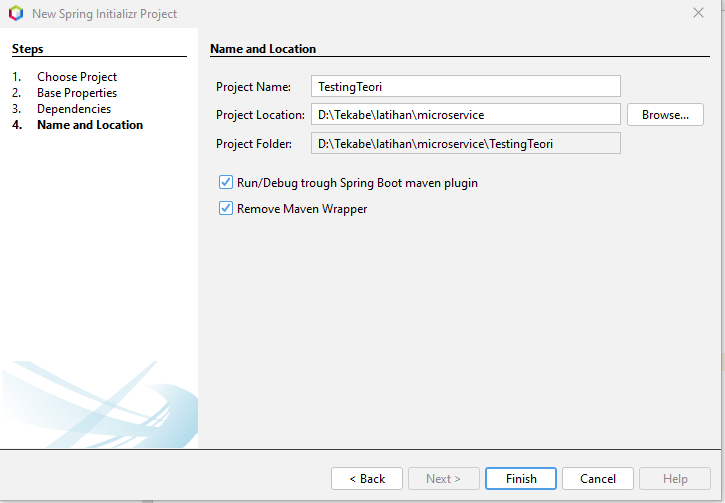 New Spring Initializr Project
Steps
1. Choose Project
2. Base Properties
3. Dependencies
4. Name and Location
Name and Location
Project Name: TestingTeori
Project Location: D:\Tekabe\latihan\microservice Browse...
Project Folder: D:\Tekabe\latihan\microservice\TestingTeori
Run/Debug trough Spring Boot maven plugin
Remove Maven Wrapper
< Back Next > Finish Cancel Help